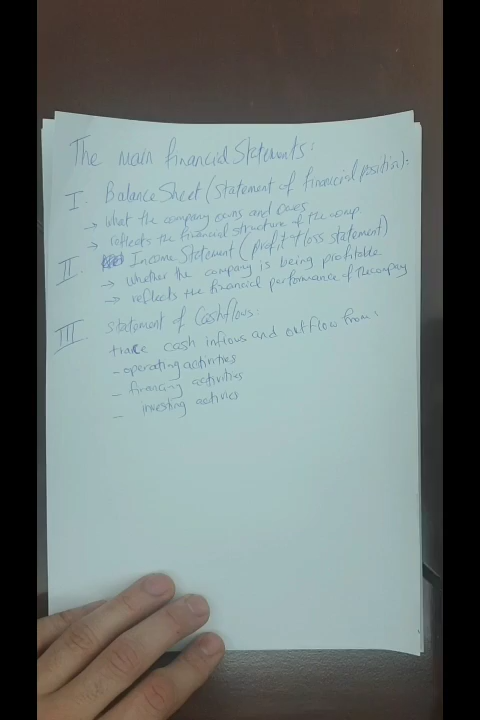 The main financial Statements:
I. Balance Sheet (Statement of financial position):
→ What the company owns and owes
→ reflects the financial structure of the comp
II. Income Statement (profit + loss statement)
→ whether the company is being profitable
→ reflects the financial performance of the company
III Statement of Cashflows:
trace cash inflows and outflow from:
- operating activities
- financing activities
- investing activies